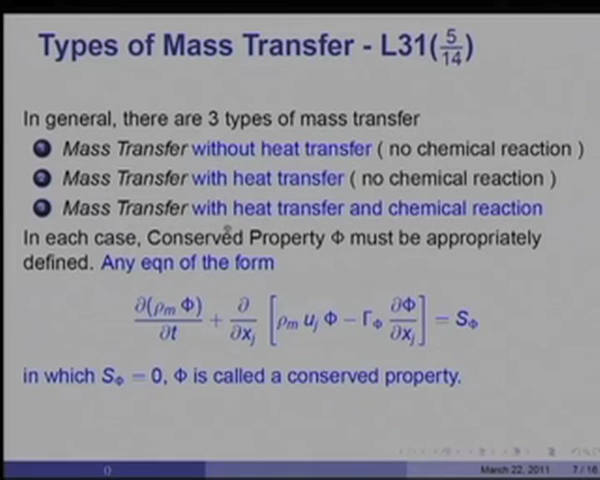 Types of Mass Transfer - L31(5/14)
In general, there are 3 types of mass transfer
1 Mass Transfer without heat transfer ( no chemical reaction )
2 Mass Transfer with heat transfer ( no chemical reaction )
3 Mass Transfer with heat transfer and chemical reaction
In each case, Conserved Property Φ must be appropriately
defined. Any eqn of the form
∂(ρm Φ)/∂t + ∂/∂xj [ρm uj Φ − ΓΦ ∂Φ/∂xj] = SΦ
in which SΦ = 0, Φ is called a conserved property.
() March 22, 2011 7 / 16